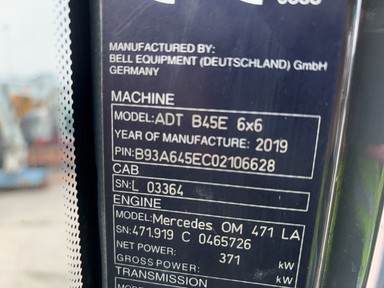 MANUFACTURED BY:
BELL EQUIPMENT (DEUTSCHLAND) GmbH
GERMANY
MACHINE
MODEL: ADT B45E 6x6
YEAR OF MANUFACTURE: 2019
PIN: B93A645EC02106628
CAB
SN: L 03364
ENGINE
MODEL: Mercedes OM 471 LA
SN: 471.919 C 0465726
NET POWER: 371 kW
GROSS POWER: kW
TRANSMISSION